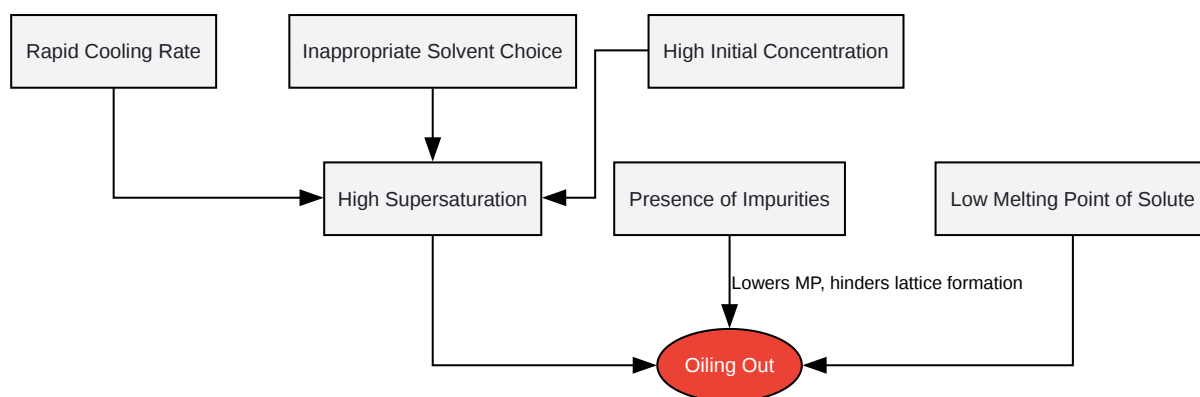 Rapid Cooling Rate
Inappropriate Solvent Choice
High Initial Concentration
High Supersaturation
Presence of Impurities
Low Melting Point of Solute
Lowers MP, hinders lattice formation
Oiling Out